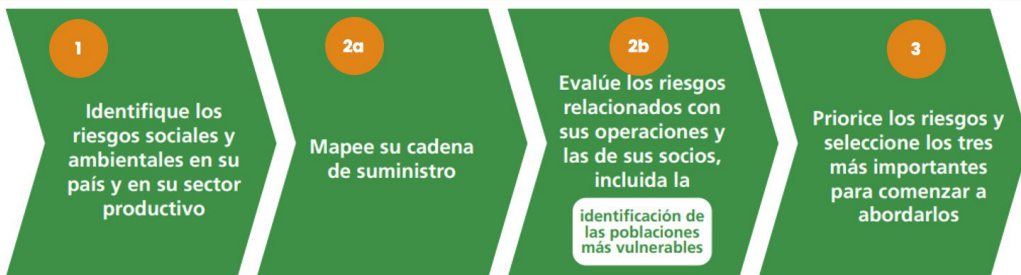 1
Identifique los
riesgos sociales y
ambientales en su
país y en su sector
productivo
2a
Mapee su cadena
de suministro
2b
Evalúe los riesgos
relacionados con
sus operaciones y
las de sus socios,
incluida la
identificación de
las poblaciones
más vulnerables
3
Priorice los riesgos y
seleccione los tres
más importantes
para comenzar a
abordarlos